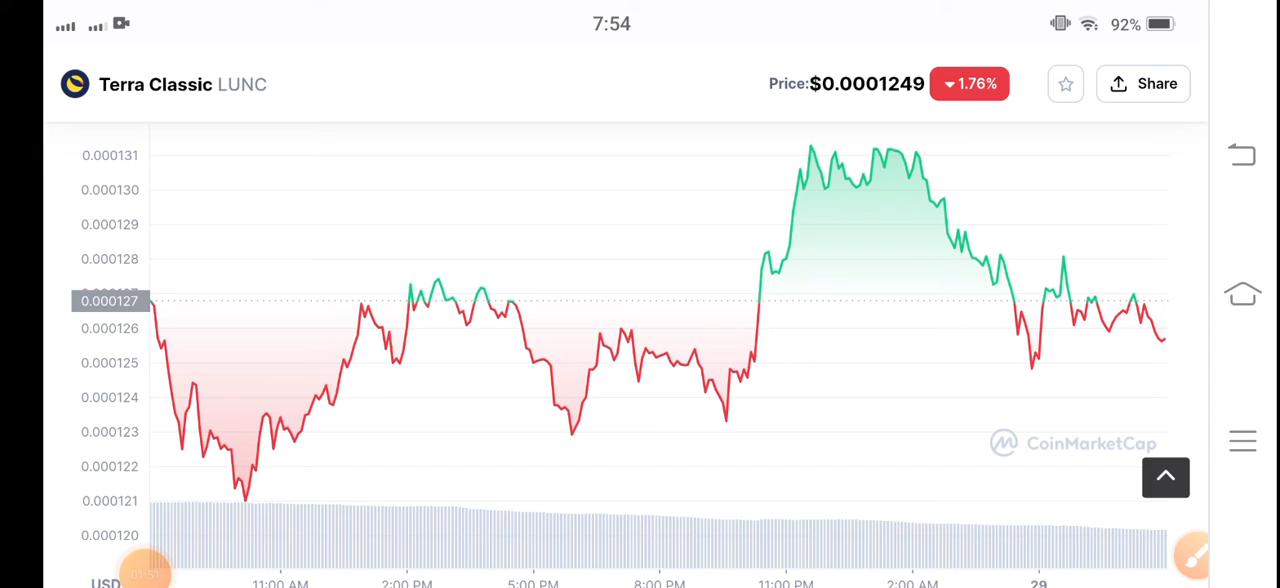 7:54
92%
Terra Classic LUNC
Price:$0.0001249
1.76%
Share
0.000131
0.000130
0.000129
0.000128
0.000127
0.000126
0.000125
0.000124
0.000123
0.000122
0.000121
0.000120
CoinMarketCap
01:51
USD
11:00 AM 2:00 PM 5:00 PM 8:00 PM 11:00 PM 2:00 AM 29